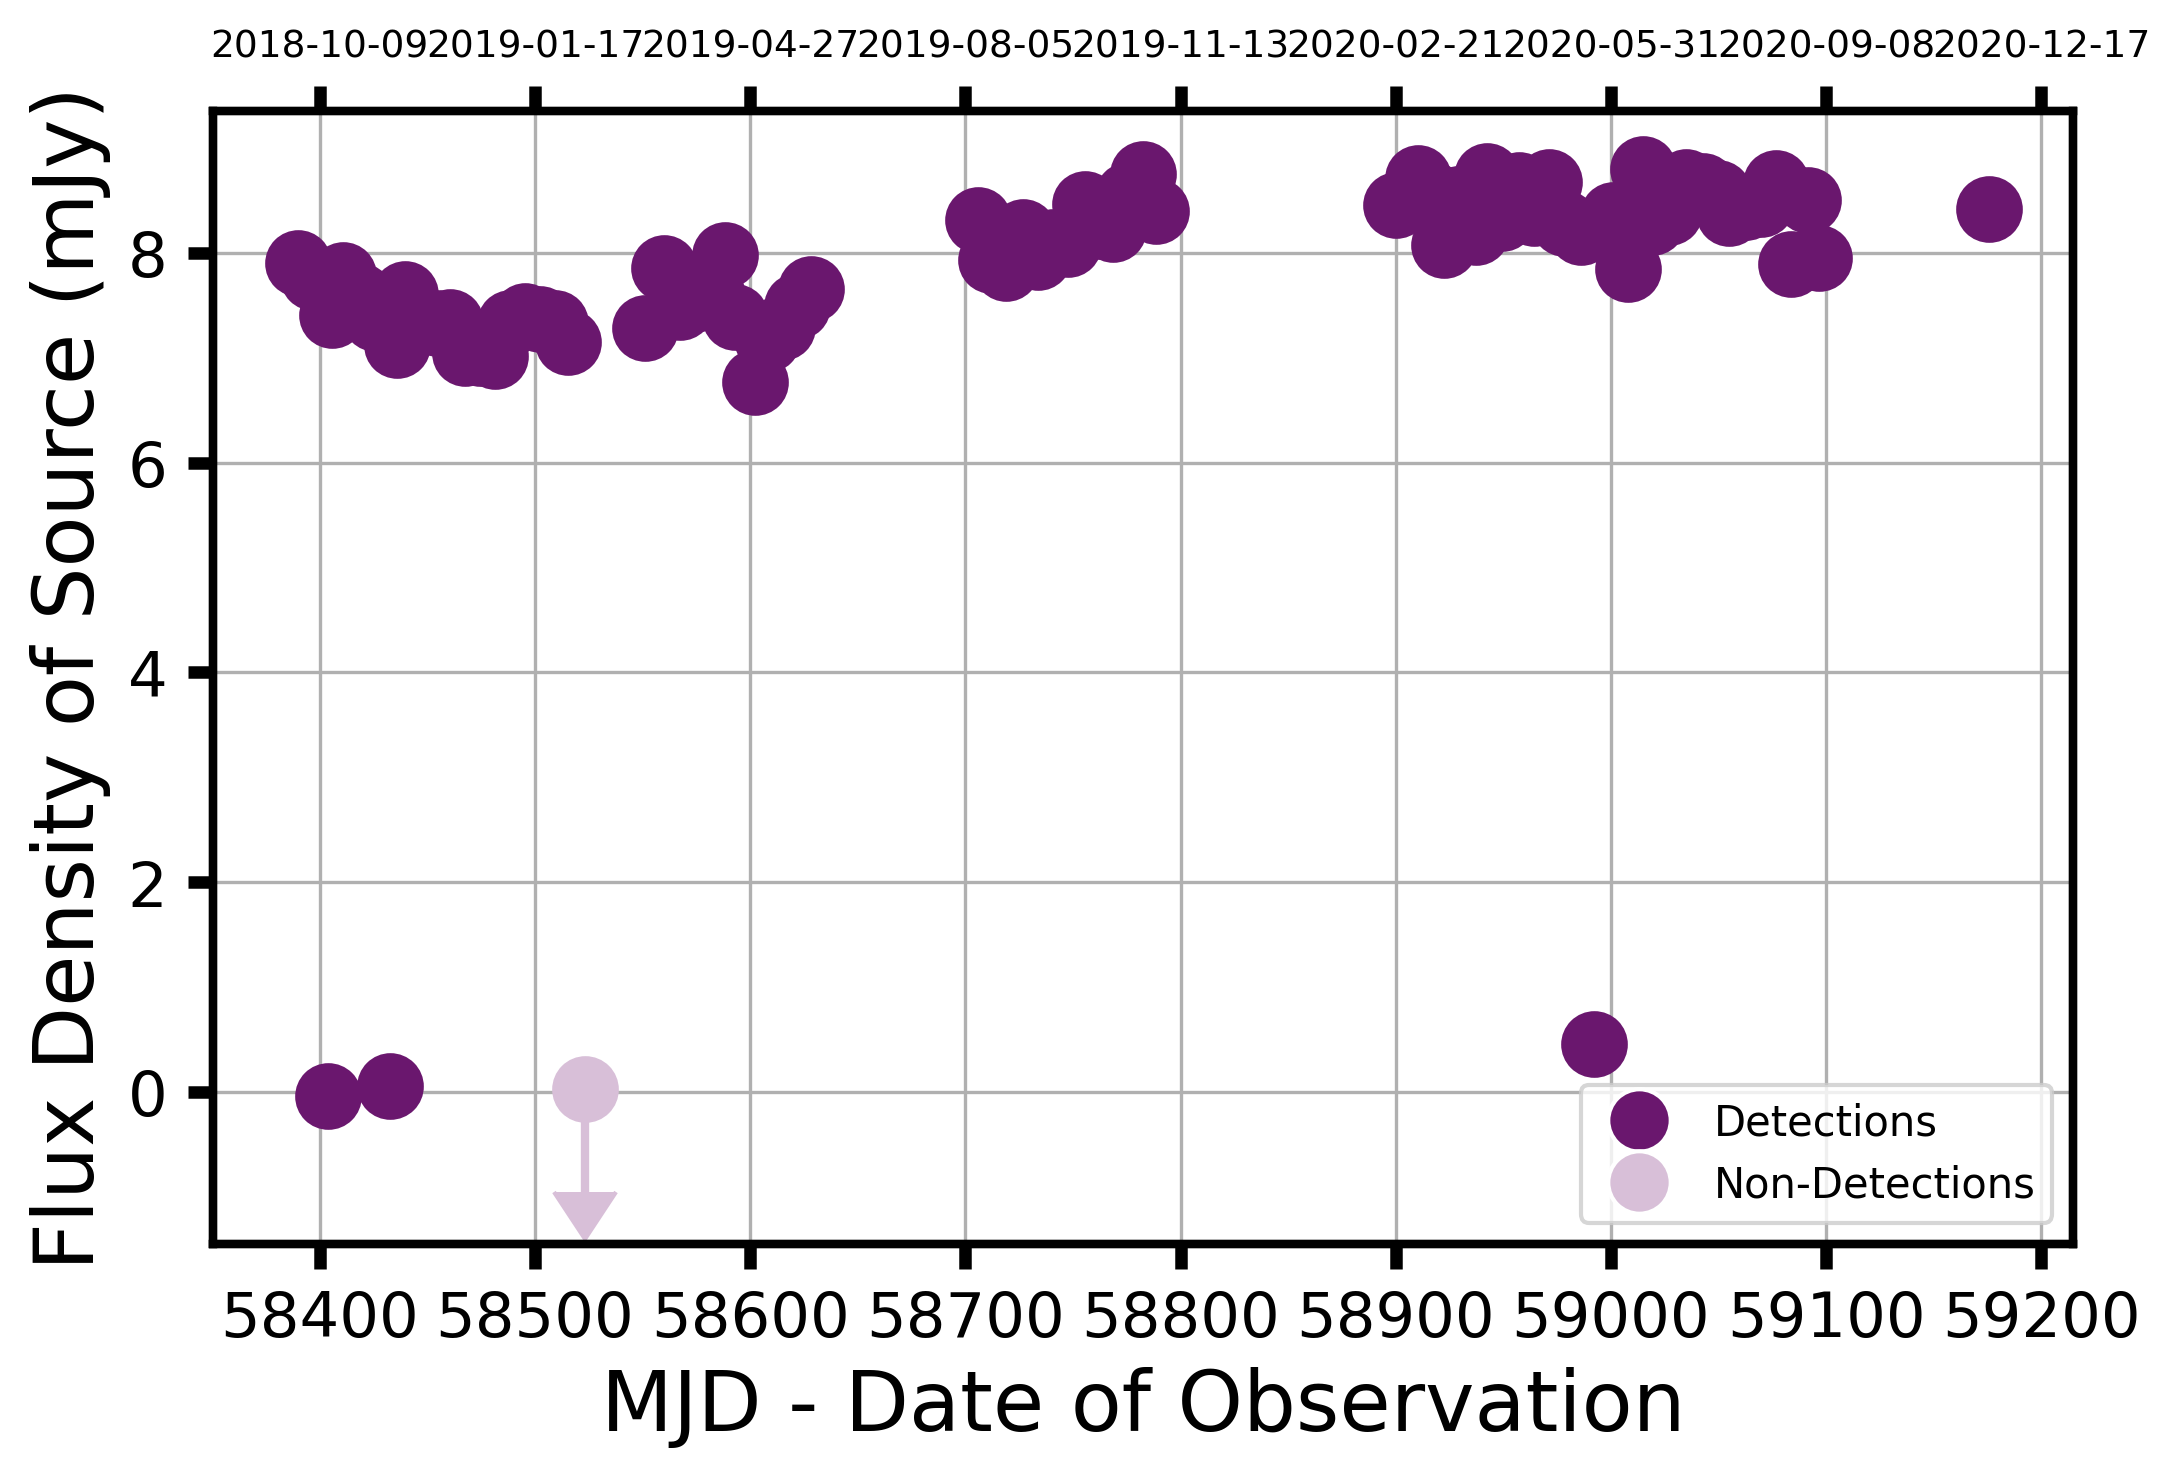 2018-10-09 2019-01-17 2019-04-27 2019-08-05 2019-11-13 2020-02-21 2020-05-31 2020-09-08 2020-12-17
Flux Density of Source (mJy)
8
6
4
2
0
Detections
Non-Detections
58400 58500 58600 58700 58800 58900 59000 59100 59200
MJD - Date of Observation